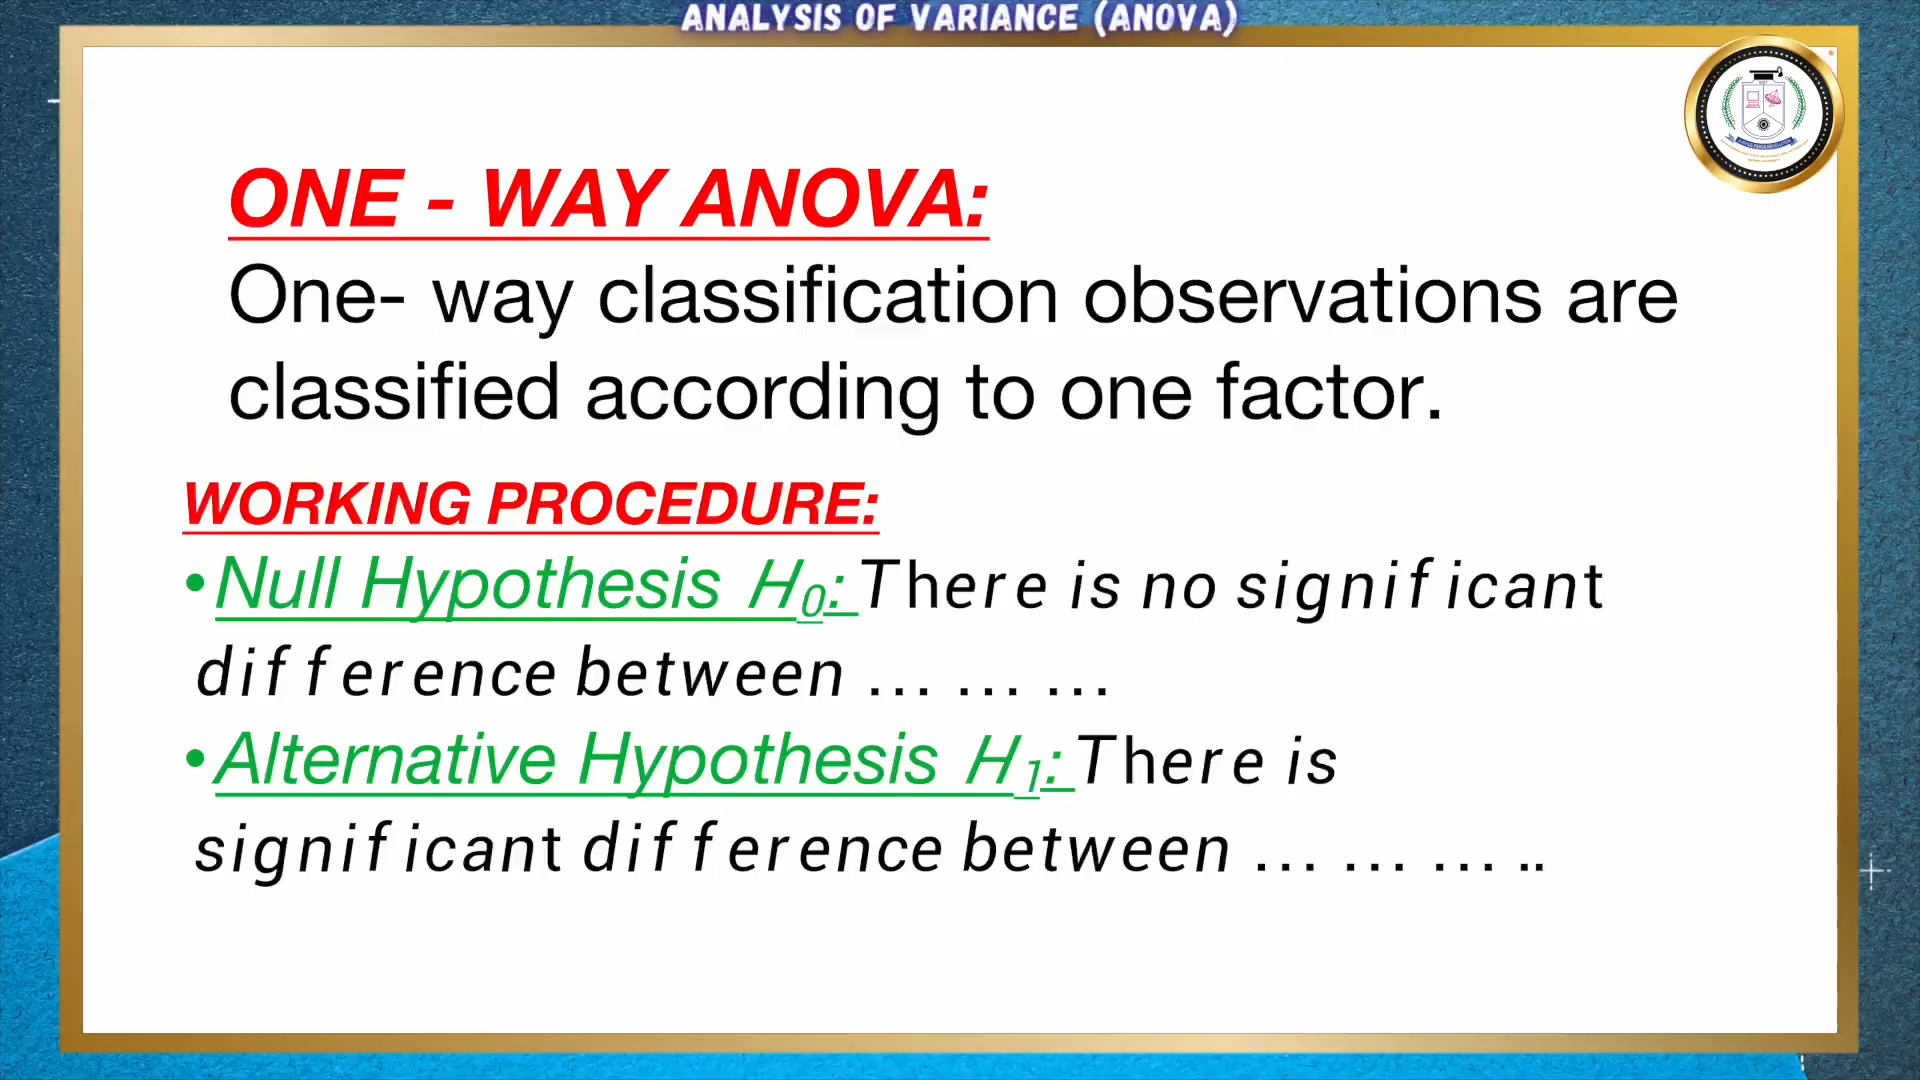 ANALYSIS OF VARIANCE (ANOVA)
ONE - WAY ANOVA:
One- way classification observations are
classified according to one factor.
WORKING PROCEDURE:
•Null Hypothesis H₀: There is no significant
difference between … … …
•Alternative Hypothesis H₁: There is
significant difference between … … … ..